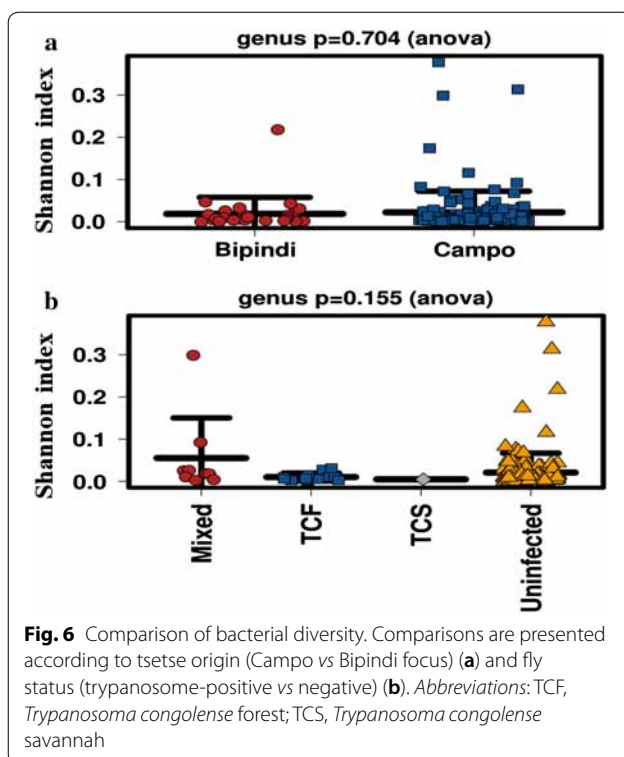 a
genus p=0.704 (anova)
Shannon index
0.3
0.2
0.1
0.0
Bipindi Campo
b
genus p=0.155 (anova)
Shannon index
0.3
0.2
0.1
0.0
Mixed TCF TCS Uninfected
Fig. 6 Comparison of bacterial diversity. Comparisons are presented
according to tsetse origin (Campo vs Bipindi focus) (a) and fly
status (trypanosome-positive vs negative) (b). Abbreviations: TCF,
Trypanosoma congolense forest; TCS, Trypanosoma congolense
savannah